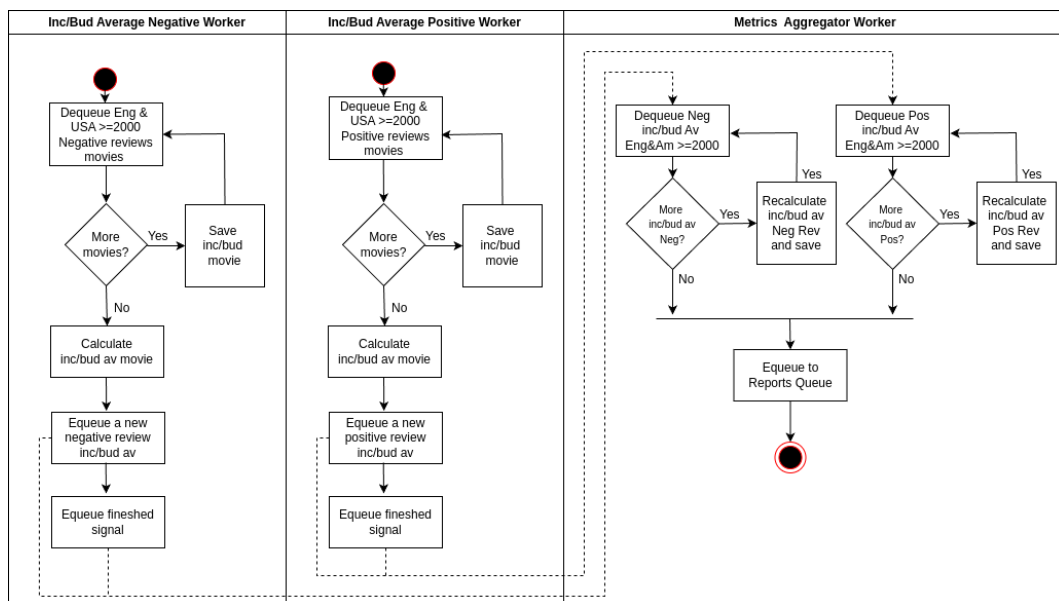 Inc/Bud Average Negative Worker
Inc/Bud Average Positive Worker
Metrics Aggregator Worker
Dequeue Eng &
USA >=2000
Negative reviews
movies
More
movies?
Yes
Save
inc/bud
movie
No
Calculate
inc/bud av movie
Equeue a new
negative review
inc/bud av
Equeue fineshed
signal
Dequeue Eng &
USA >=2000
Positive reviews
movies
More
movies?
Yes
Save
inc/bud
movie
No
Calculate
inc/bud av movie
Equeue a new
positive review
inc/bud av
Equeue fineshed
signal
Dequeue Neg
inc/bud Av
Eng&Am >=2000
Yes
More
inc/bud av
Neg?
Yes
Recalculate
inc/bud av
Neg Rev
and save
No
Dequeue Pos
inc/bud Av
Eng&Am >=2000
Yes
More
inc/bud av
Pos?
Yes
Recalculate
inc/bud av
Pos Rev
and save
No
Equeue to
Reports Queue